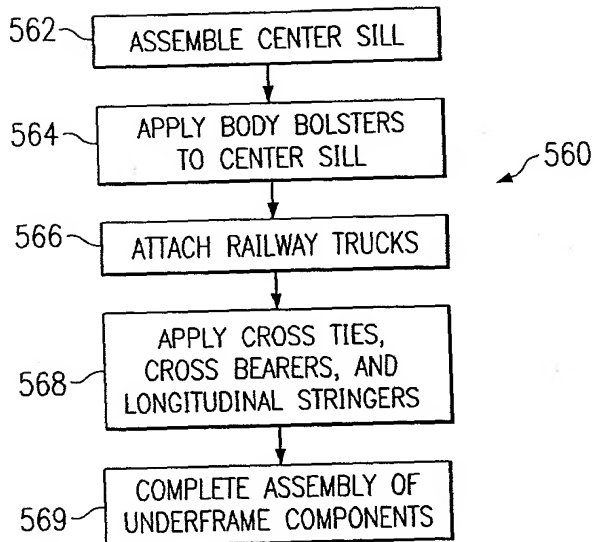 562
ASSEMBLE CENTER SILL
564
APPLY BODY BOLSTERS
TO CENTER SILL
560
566
ATTACH RAILWAY TRUCKS
568
APPLY CROSS TIES,
CROSS BEARERS, AND
LONGITUDINAL STRINGERS
569
COMPLETE ASSEMBLY OF
UNDERFRAME COMPONENTS